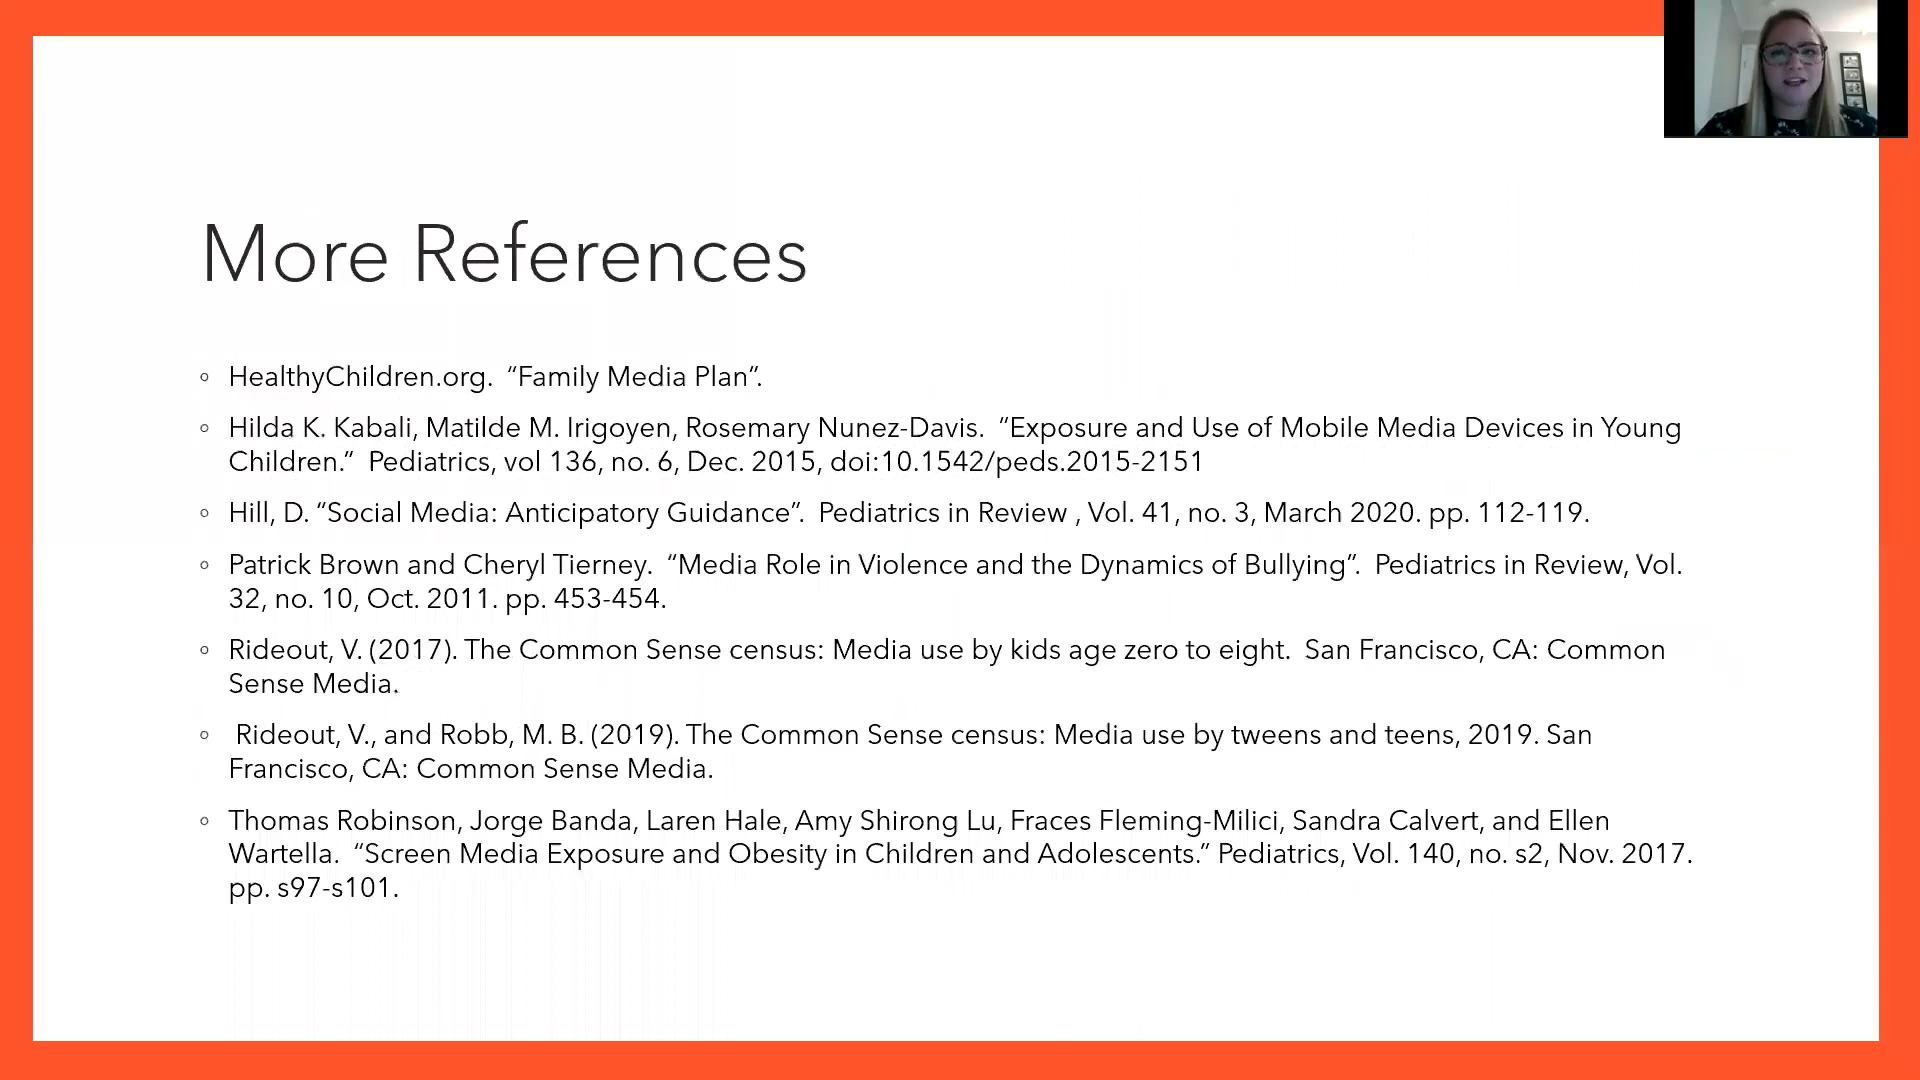 More References
HealthyChildren.org.  “Family Media Plan”.
Hilda K. Kabali, Matilde M. Irigoyen, Rosemary Nunez-Davis.  “Exposure and Use of Mobile Media Devices in Young
Children.”  Pediatrics, vol 136, no. 6, Dec. 2015, doi:10.1542/peds.2015-2151
Hill, D. “Social Media: Anticipatory Guidance”.  Pediatrics in Review , Vol. 41, no. 3, March 2020. pp. 112-119.
Patrick Brown and Cheryl Tierney.  “Media Role in Violence and the Dynamics of Bullying”.  Pediatrics in Review, Vol.
32, no. 10, Oct. 2011. pp. 453-454.
Rideout, V. (2017). The Common Sense census: Media use by kids age zero to eight.  San Francisco, CA: Common
Sense Media.
Rideout, V., and Robb, M. B. (2019). The Common Sense census: Media use by tweens and teens, 2019. San
Francisco, CA: Common Sense Media.
Thomas Robinson, Jorge Banda, Laren Hale, Amy Shirong Lu, Fraces Fleming-Milici, Sandra Calvert, and Ellen
Wartella.  “Screen Media Exposure and Obesity in Children and Adolescents.” Pediatrics, Vol. 140, no. s2, Nov. 2017.
pp. s97-s101.